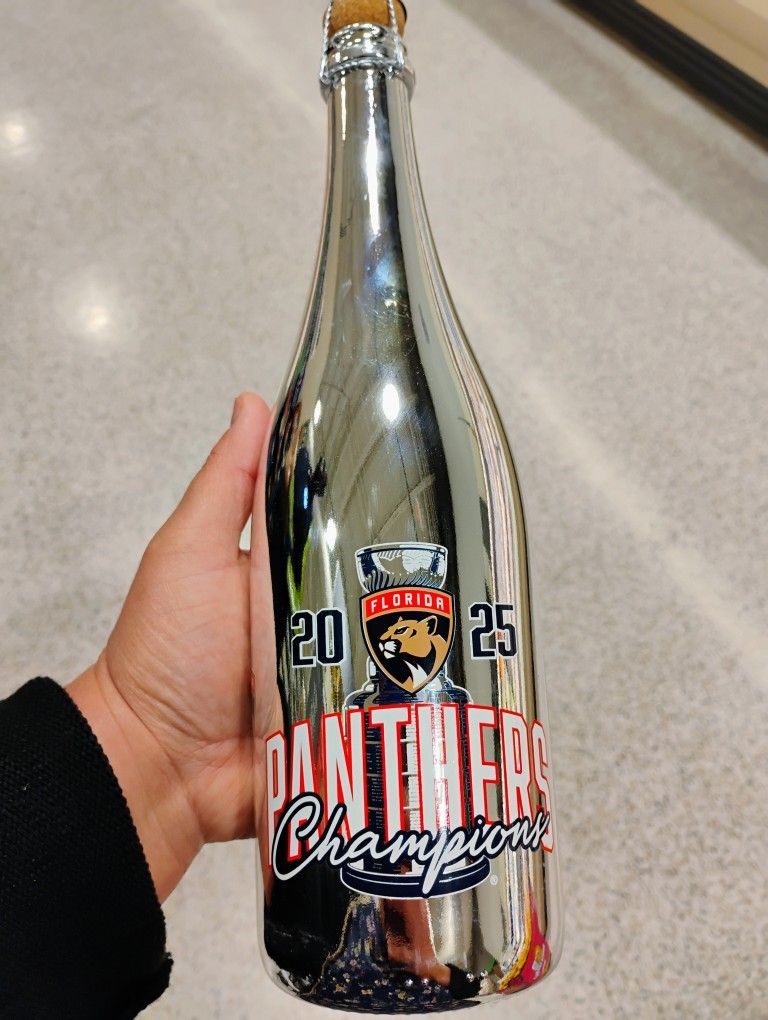 FLORIDA
20 25
PANTHERS
Champions
®